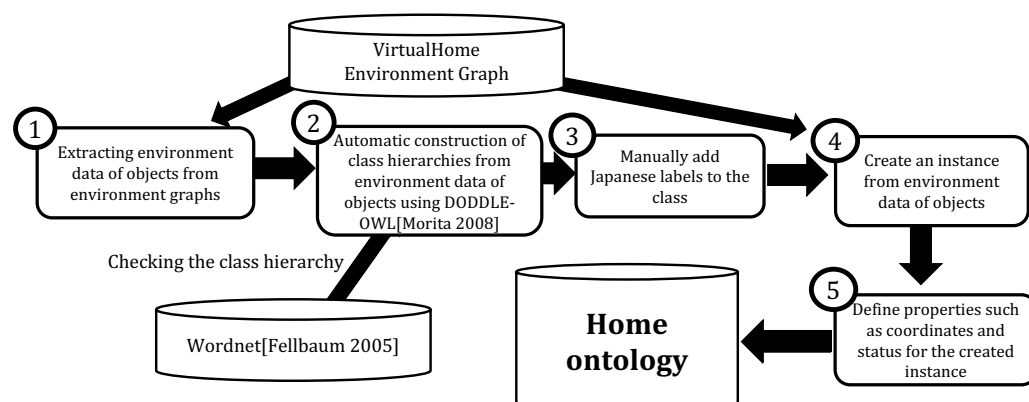 VirtualHome
Environment Graph
1
Extracting environment
data of objects from
environment graphs
2
Automatic construction of
class hierarchies from
environment data of
objects using DODDLE-
OWL[Morita 2008]
3
Manually add
Japanese labels to the
class
4
Create an instance
from environment
data of objects
Checking the class hierarchy
Wordnet[Fellbaum 2005]
5
Define properties such
as coordinates and
status for the created
instance
Home
ontology